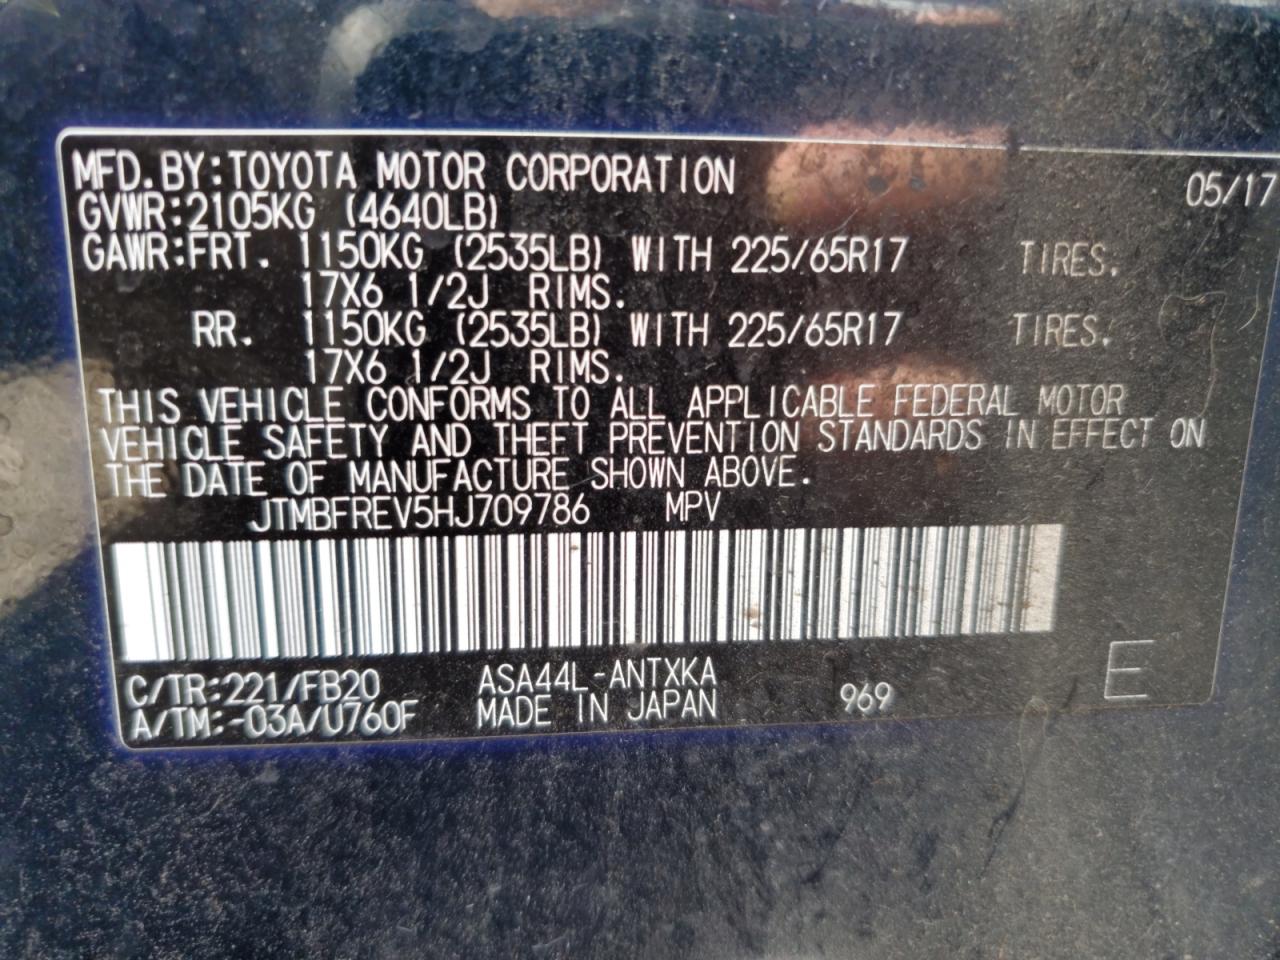 MFD.BY:TOYOTA MOTOR CORPORATION 05/17
GVWR:2105KG (4640LB)
GAWR:FRT. 1150KG (2535LB) WITH 225/65R17 TIRES.
17X6 1/2J RIMS.
RR. 1150KG (2535LB) WITH 225/65R17 TIRES.
17X6 1/2J RIMS.
THIS VEHICLE CONFORMS TO ALL APPLICABLE FEDERAL MOTOR
VEHICLE SAFETY AND THEFT PREVENTION STANDARDS IN EFFECT ON
THE DATE OF MANUFACTURE SHOWN ABOVE.
JTMBFREV5HJ709786 MPV
C/TR:221/FB20 ASA44L-ANTXKA
A/TM:-03A/U760F MADE IN JAPAN 969 E